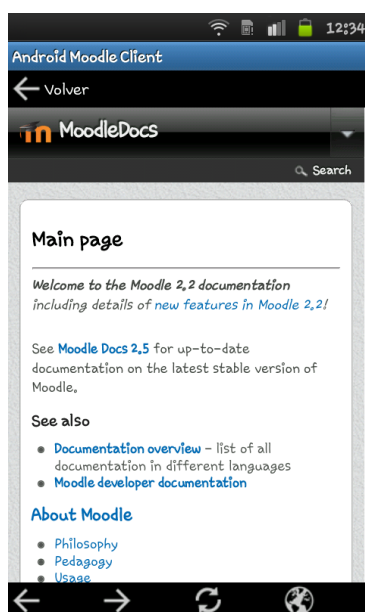 12:34
Android Moodle Client
Volver
MoodleDocs
Search
Main page
Welcome to the Moodle 2.2 documentation
including details of new features in Moodle 2.2!
See Moodle Docs 2.5 for up-to-date
documentation on the latest stable version of
Moodle.
See also
Documentation overview - list of all
documentation in different languages
Moodle developer documentation
About Moodle
Philosophy
Pedagogy
Usage